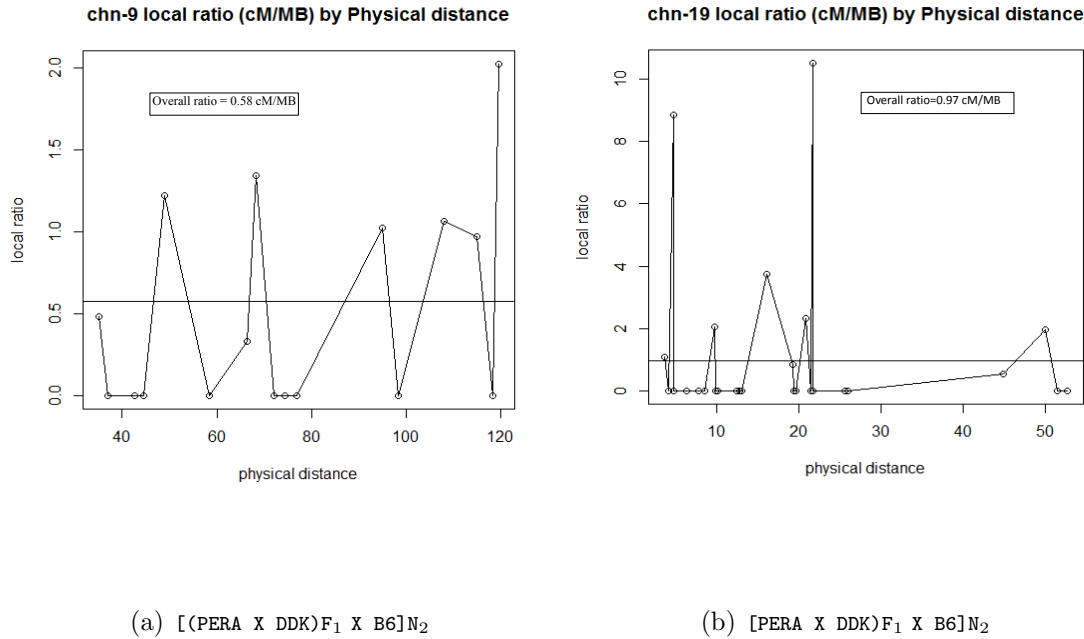 chn-9 local ratio (cM/MB) by Physical distance
2.0
1.5
1.0
0.5
0.0
local ratio
Overall ratio = 0.58 cM/MB
40
60
80
100
120
physical distance
(a) [(PERA X DDK)F₁ X B6]N₂
chn-19 local ratio (cM/MB) by Physical distance
10
8
6
4
2
0
local ratio
Overall ratio=0.97 cM/MB
10
20
30
40
50
physical distance
(b) [PERA X DDK)F₁ X B6]N₂